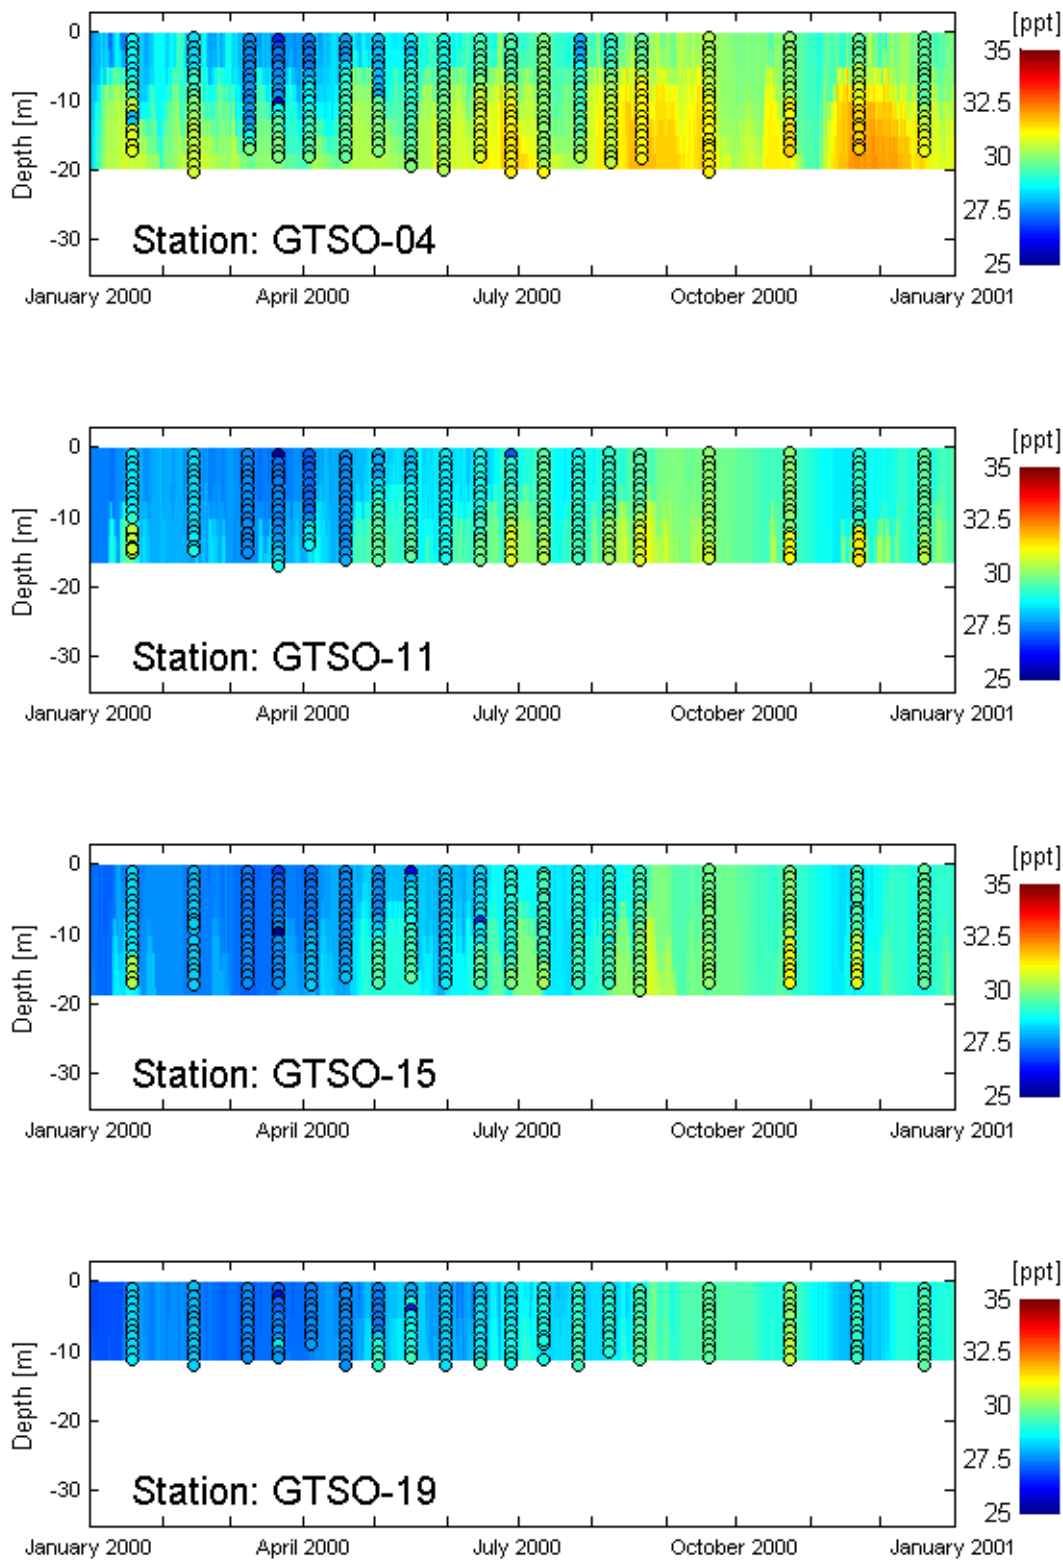 [ppt]
0
-10
-20
-30
Depth [m]
Station: GTSO-04
January 2000 April 2000 July 2000 October 2000 January 2001
35
32.5
30
27.5
25
[ppt]
0
-10
-20
-30
Depth [m]
Station: GTSO-11
January 2000 April 2000 July 2000 October 2000 January 2001
35
32.5
30
27.5
25
[ppt]
0
-10
-20
-30
Depth [m]
Station: GTSO-15
January 2000 April 2000 July 2000 October 2000 January 2001
35
32.5
30
27.5
25
[ppt]
0
-10
-20
-30
Depth [m]
Station: GTSO-19
January 2000 April 2000 July 2000 October 2000 January 2001
35
32.5
30
27.5
25